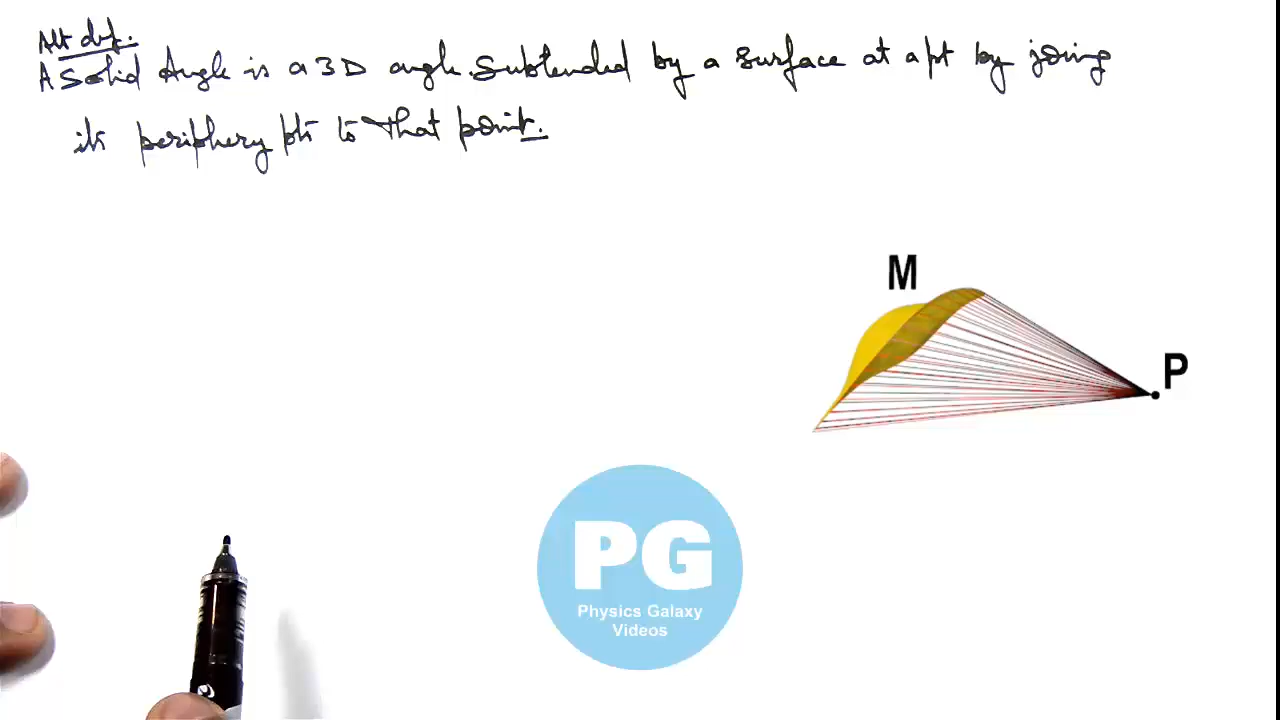 Alt def.
A Solid Angle is a 3D angle subtended by a surface at a pt by joing
its periphery pts to that point.
M
P
PG
Physics Galaxy
Videos